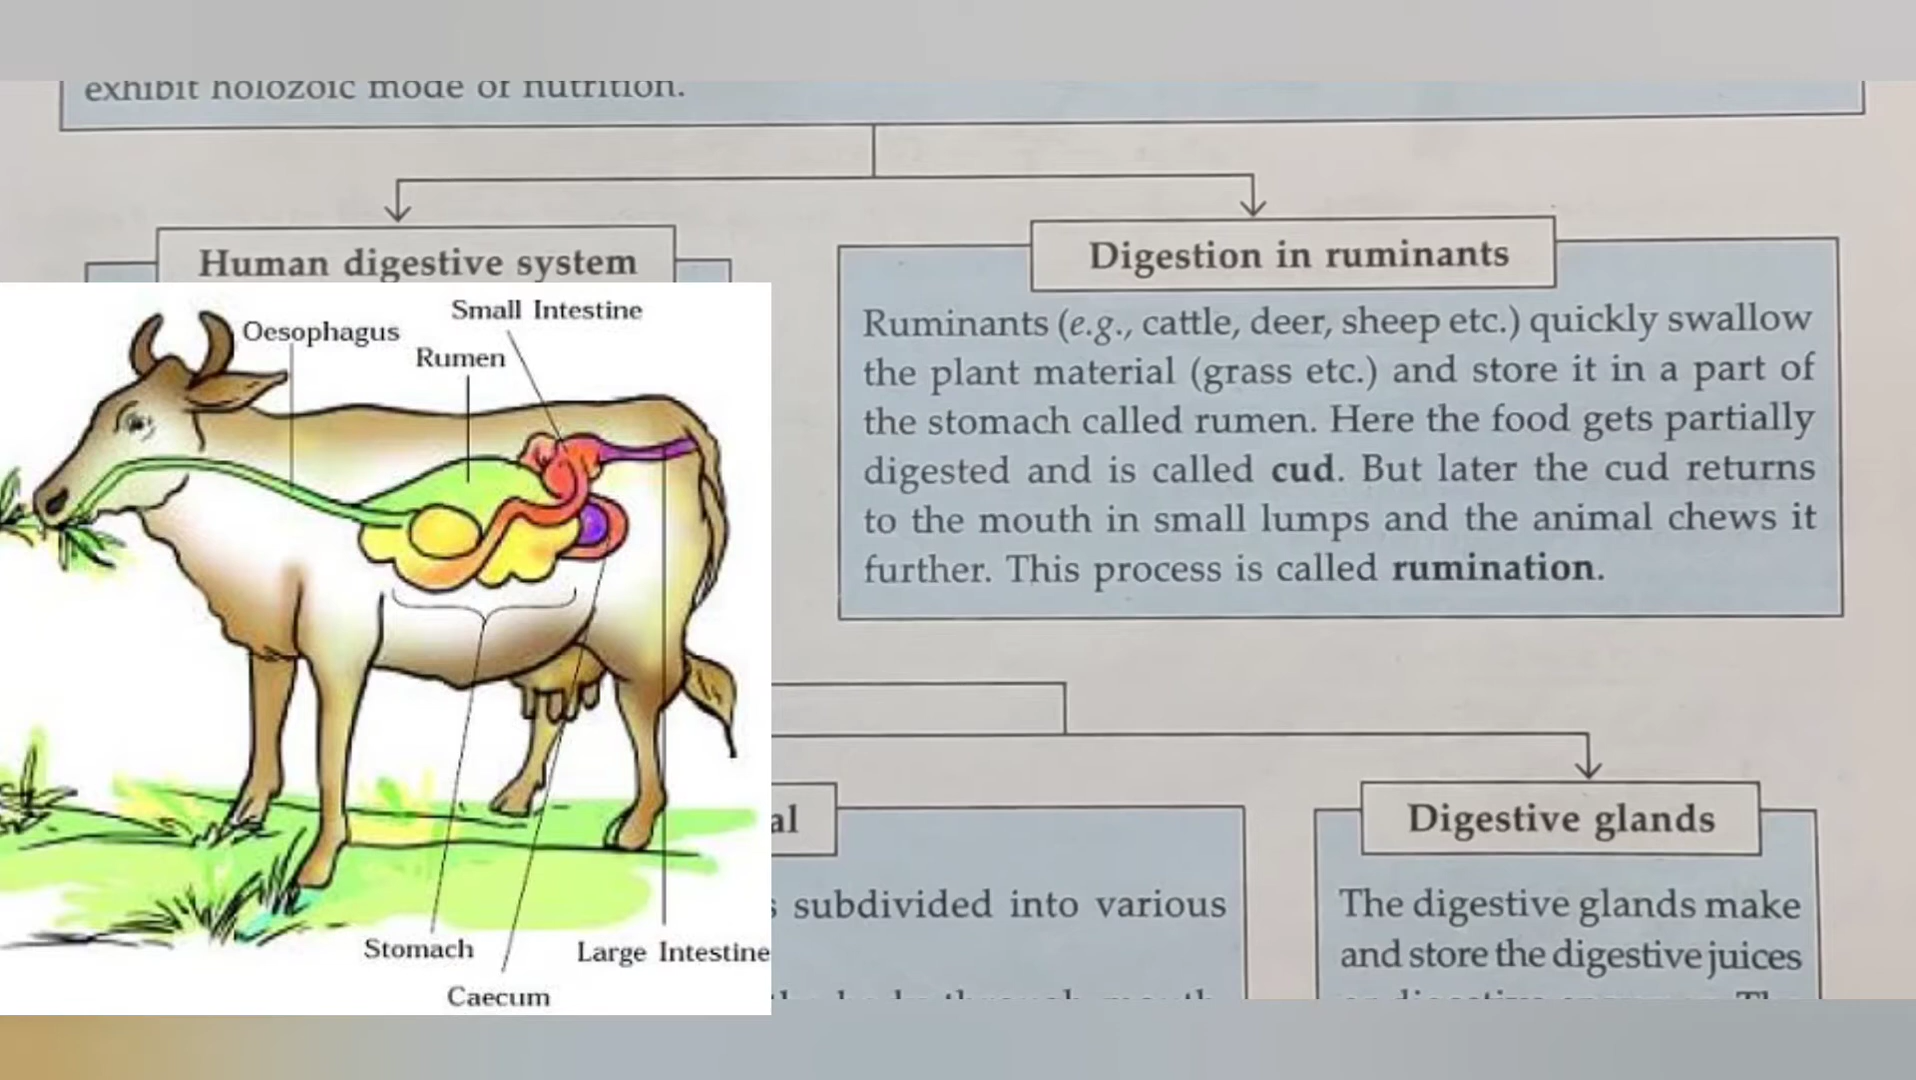 exhibit holozoic mode of nutrition.
Human digestive system
Digestion in ruminants
Ruminants (e.g., cattle, deer, sheep etc.) quickly swallow
the plant material (grass etc.) and store it in a part of
the stomach called rumen. Here the food gets partially
digested and is called cud. But later the cud returns
to the mouth in small lumps and the animal chews it
further. This process is called rumination.
Small Intestine
Oesophagus
Rumen
Stomach
Large Intestine
Caecum
al
s subdivided into various
Digestive glands
The digestive glands make
and store the digestive juices